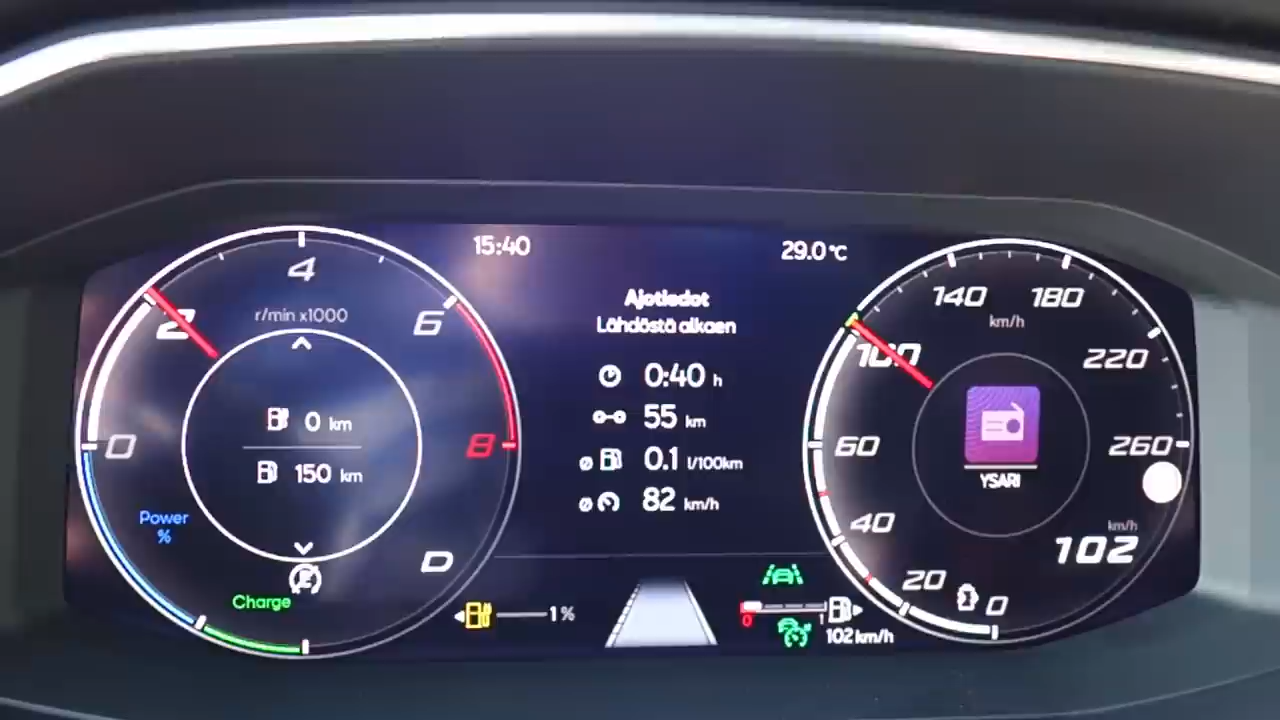 15:40
29.0 °C
0
2
4
6
8
r/min x1000
0 km
150 km
Power
%
Charge
D
Ajotiedot
Lähdöstä alkaen
0:40 h
55 km
ø 0.1 l/100km
ø 82 km/h
1%
0 1
102 km/h
0
20
40
60
100
140
180
220
260
km/h
YSARI
km/h
102